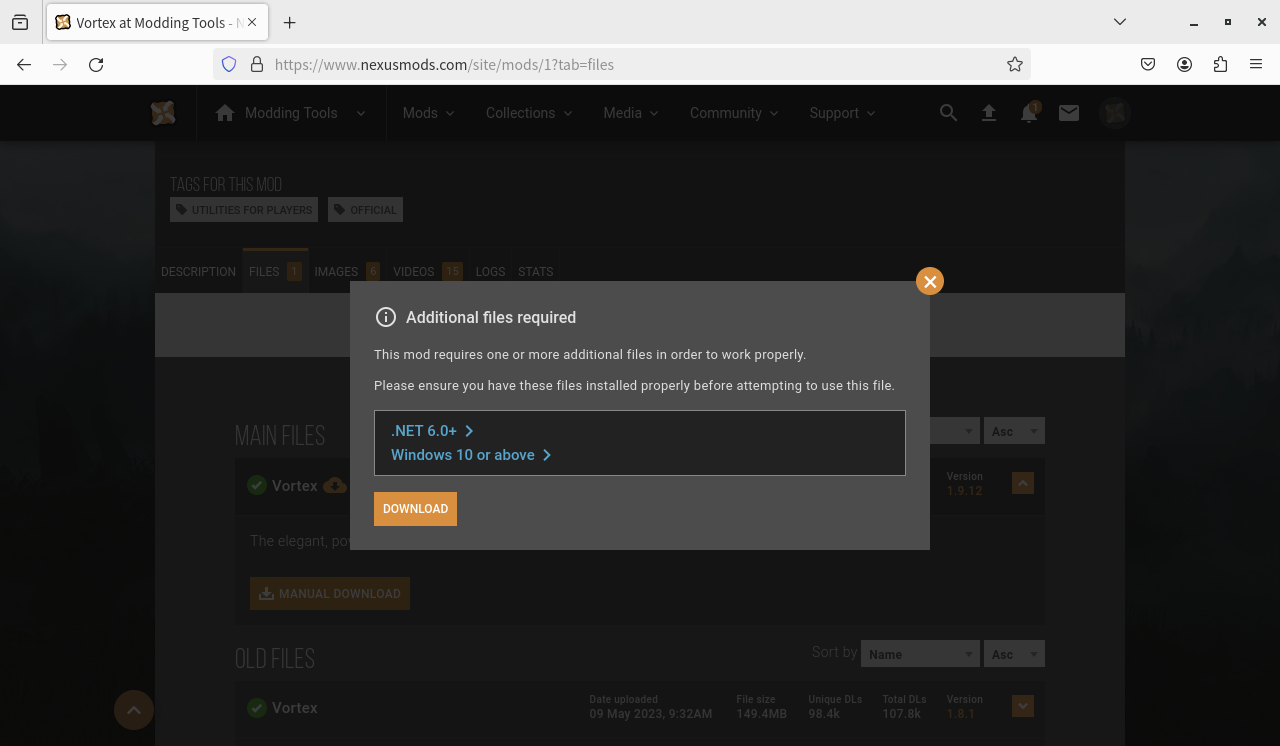 Vortex at Modding Tools - N
https://www.nexusmods.com/site/mods/1?tab=files
Modding Tools
Mods
Collections
Media
Community
Support
1
TAGS FOR THIS MOD
UTILITIES FOR PLAYERS
OFFICIAL
DESCRIPTION
FILES 1
IMAGES 6
VIDEOS 15
LOGS
STATS
Additional files required
This mod requires one or more additional files in order to work properly.
Please ensure you have these files installed properly before attempting to use this file.
.NET 6.0+
Windows 10 or above
DOWNLOAD
MAIN FILES
Asc
Vortex
Version
1.9.12
The elegant, pow
MANUAL DOWNLOAD
OLD FILES
Sort by
Name
Asc
Vortex
Date uploaded
09 May 2023, 9:32AM
File size
149.4MB
Unique DLs
98.4k
Total DLs
107.8k
Version
1.8.1